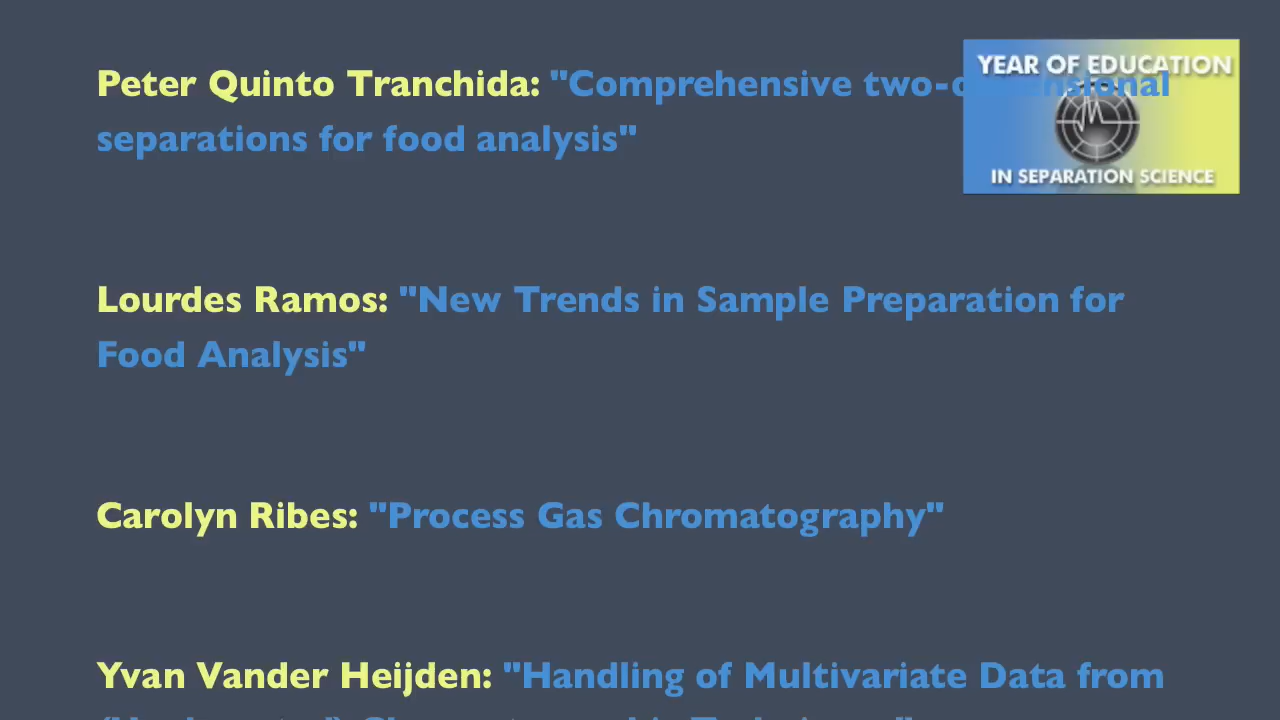 Peter Quinto Tranchida: "Comprehensive two-dimensional
separations for food analysis"
YEAR OF EDUCATION
IN SEPARATION SCIENCE
Lourdes Ramos: "New Trends in Sample Preparation for
Food Analysis"
Carolyn Ribes: "Process Gas Chromatography"
Yvan Vander Heijden: "Handling of Multivariate Data from